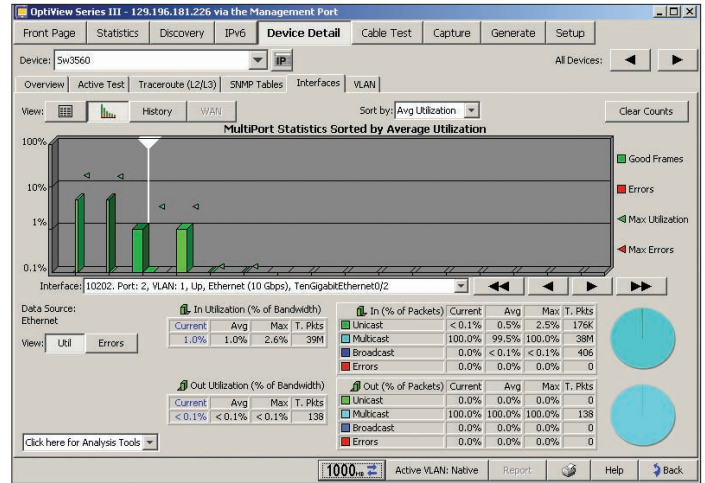 OptiView Series III - 129.196.181.226 via the Management Port
Front Page Statistics Discovery IPv6 Device Detail Cable Test Capture Generate Setup
Device: Sw3560 IP All Devices:
Overview Active Test Traceroute (L2/L3) SNMP Tables Interfaces VLAN
View: History WAN Sort by: Avg Utilization Clear Counts
MultiPort Statistics Sorted by Average Utilization
100%
10%
1%
0.1%
Good Frames
Errors
Max Utilization
Max Errors
Interface: 10202. Port: 2, VLAN: 1, Up, Ethernet (10 Gbps), TenGigabitEthernet0/2
Data Source:
Ethernet
View: Util Errors
In Utilization (% of Bandwidth)
Current Avg Max T. Pkts
1.0% 1.0% 2.6% 39M
In (% of Packets) Current Avg Max T. Pkts
Unicast < 0.1% 0.5% 2.5% 176K
Multicast 100.0% 99.5% 100.0% 38M
Broadcast 0.0% < 0.1% < 0.1% 406
Errors 0.0% 0.0% 0.0% 0
Out Utilization (% of Bandwidth)
Current Avg Max T. Pkts
< 0.1% < 0.1% < 0.1% 138
Out (% of Packets) Current Avg Max T. Pkts
Unicast 0.0% 0.0% 0.0% 0
Multicast 100.0% 100.0% 100.0% 138
Broadcast 0.0% 0.0% 0.0% 0
Errors 0.0% 0.0% 0.0% 0
Click here for Analysis Tools
1000MB Active VLAN: Native Report Help Back